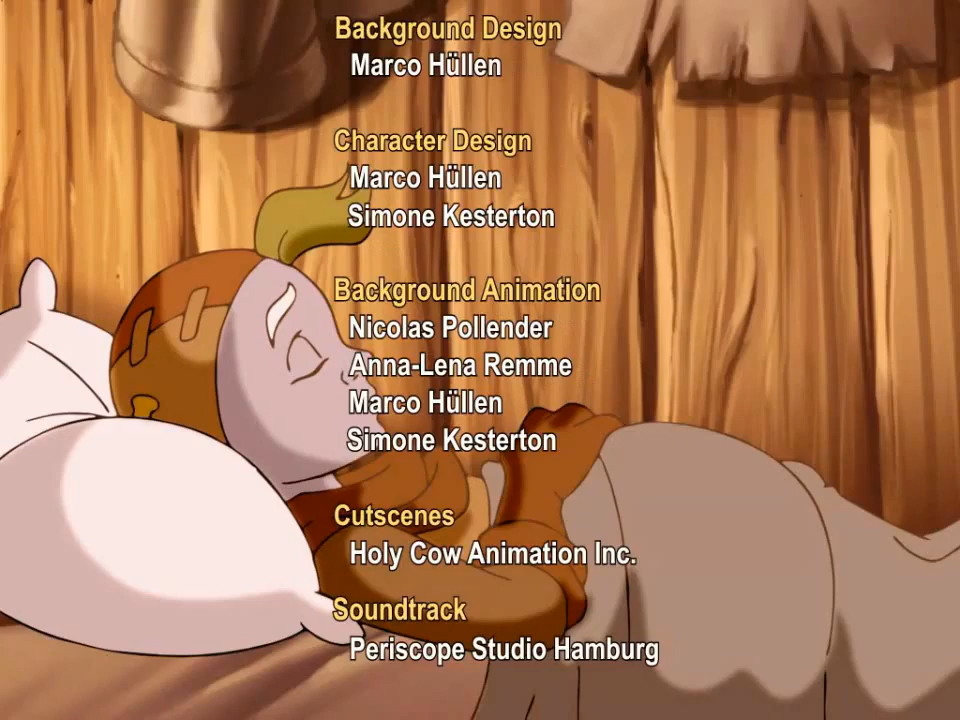 Background Design
Marco Hüllen
Character Design
Marco Hüllen
Simone Kesterton
Background Animation
Nicolas Pollender
Anna-Lena Remme
Marco Hüllen
Simone Kesterton
Cutscenes
Holy Cow Animation Inc.
Soundtrack
Periscope Studio Hamburg